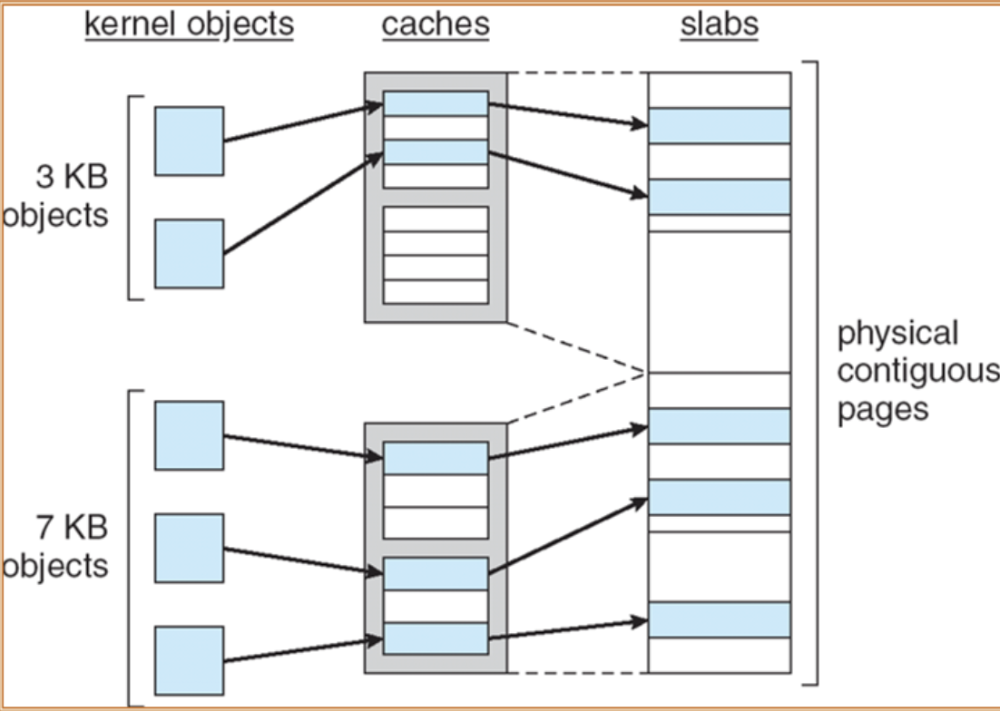 kernel objects
caches
slabs
3 KB
objects
7 KB
objects
physical
contiguous
pages